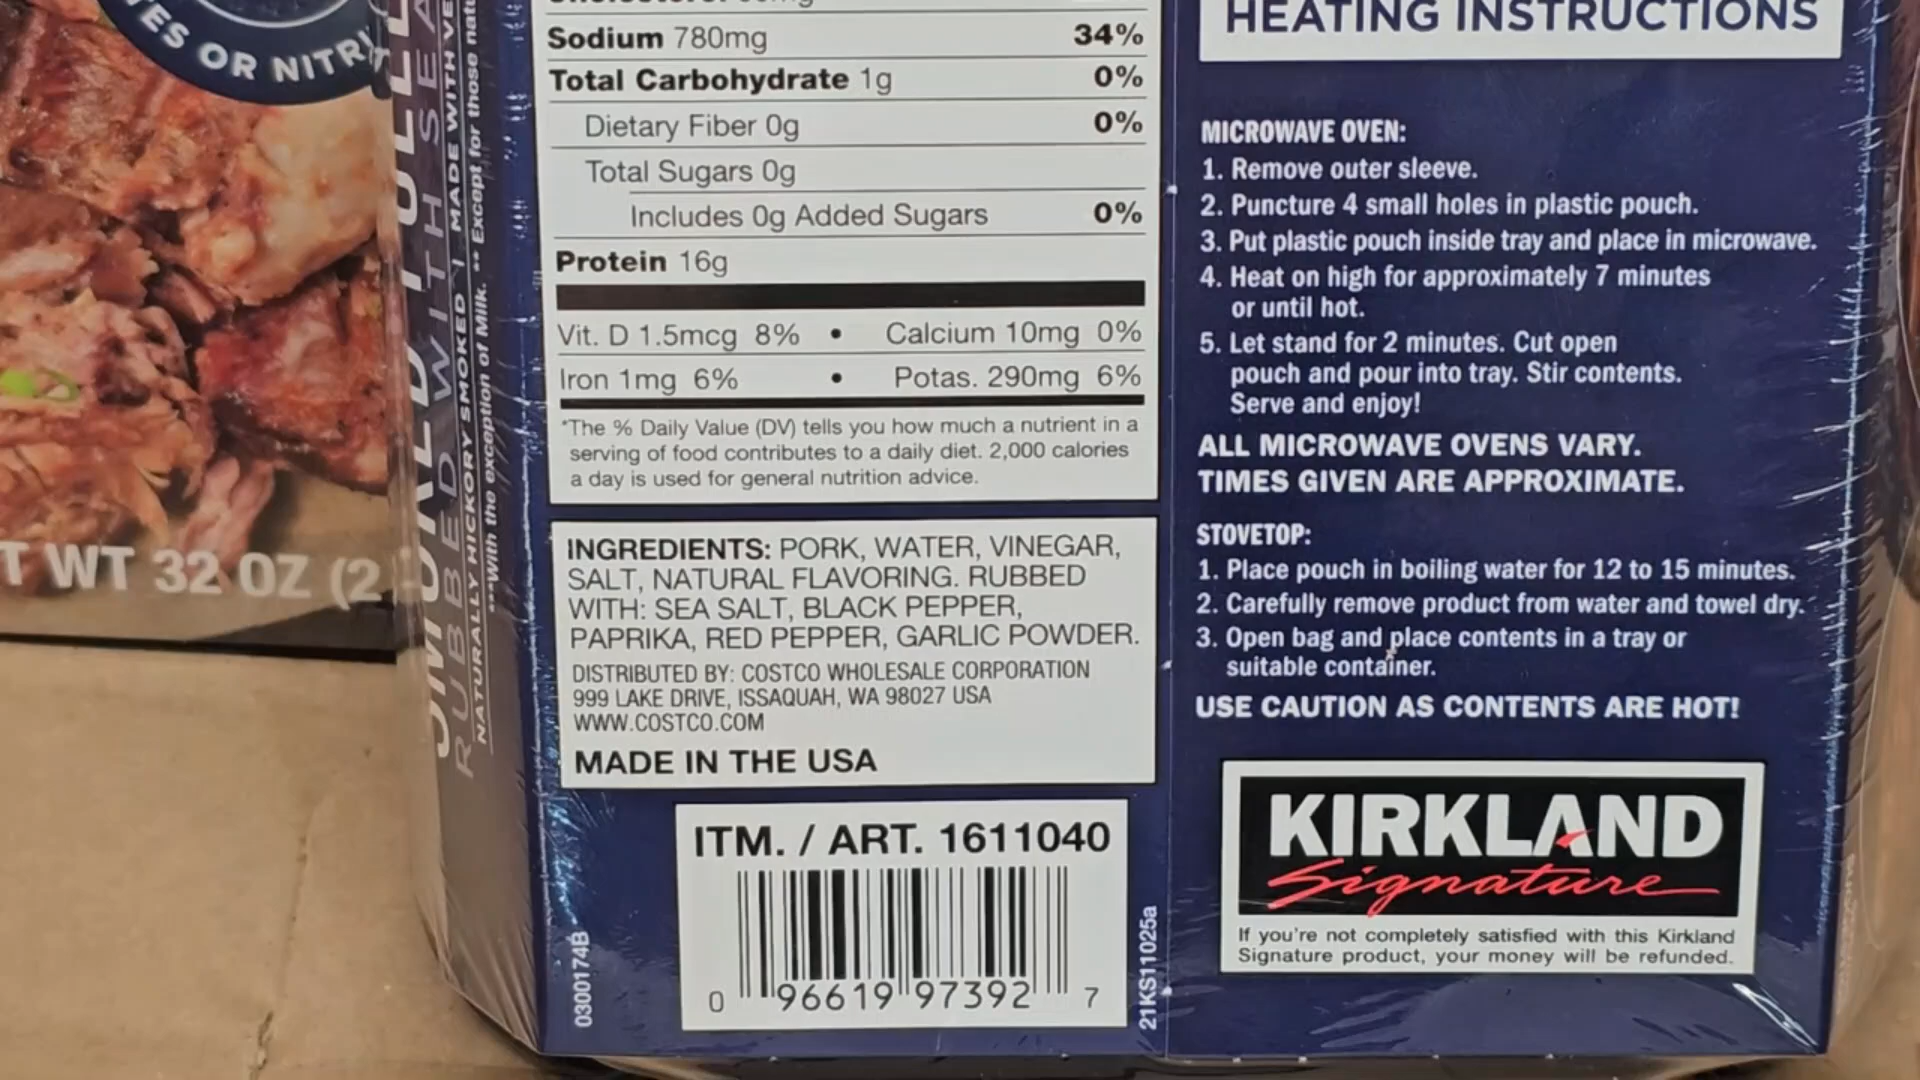 OR NITR
T WT 32 OZ (2
RUBBED WITH SEA
NATURALLY HICKORY SMOKED | MADE WITH VE
***With the exception of Milk. ** Except for those natu
Sodium 780mg 34%
Total Carbohydrate 1g 0%
Dietary Fiber 0g 0%
Total Sugars 0g
Includes 0g Added Sugars 0%
Protein 16g
Vit. D 1.5mcg 8% • Calcium 10mg 0%
Iron 1mg 6% • Potas. 290mg 6%
*The % Daily Value (DV) tells you how much a nutrient in a
serving of food contributes to a daily diet. 2,000 calories
a day is used for general nutrition advice.
INGREDIENTS: PORK, WATER, VINEGAR,
SALT, NATURAL FLAVORING. RUBBED
WITH: SEA SALT, BLACK PEPPER,
PAPRIKA, RED PEPPER, GARLIC POWDER.
DISTRIBUTED BY: COSTCO WHOLESALE CORPORATION
999 LAKE DRIVE, ISSAQUAH, WA 98027 USA
WWW.COSTCO.COM
MADE IN THE USA
ITM. / ART. 1611040
0 96619 97392 7
0300174B
21KS11025a
HEATING INSTRUCTIONS
MICROWAVE OVEN:
1. Remove outer sleeve.
2. Puncture 4 small holes in plastic pouch.
3. Put plastic pouch inside tray and place in microwave.
4. Heat on high for approximately 7 minutes
or until hot.
5. Let stand for 2 minutes. Cut open
pouch and pour into tray. Stir contents.
Serve and enjoy!
ALL MICROWAVE OVENS VARY.
TIMES GIVEN ARE APPROXIMATE.
STOVETOP:
1. Place pouch in boiling water for 12 to 15 minutes.
2. Carefully remove product from water and towel dry.
3. Open bag and place contents in a tray or
suitable container.
USE CAUTION AS CONTENTS ARE HOT!
KIRKLAND
Signature
If you're not completely satisfied with this Kirkland
Signature product, your money will be refunded.